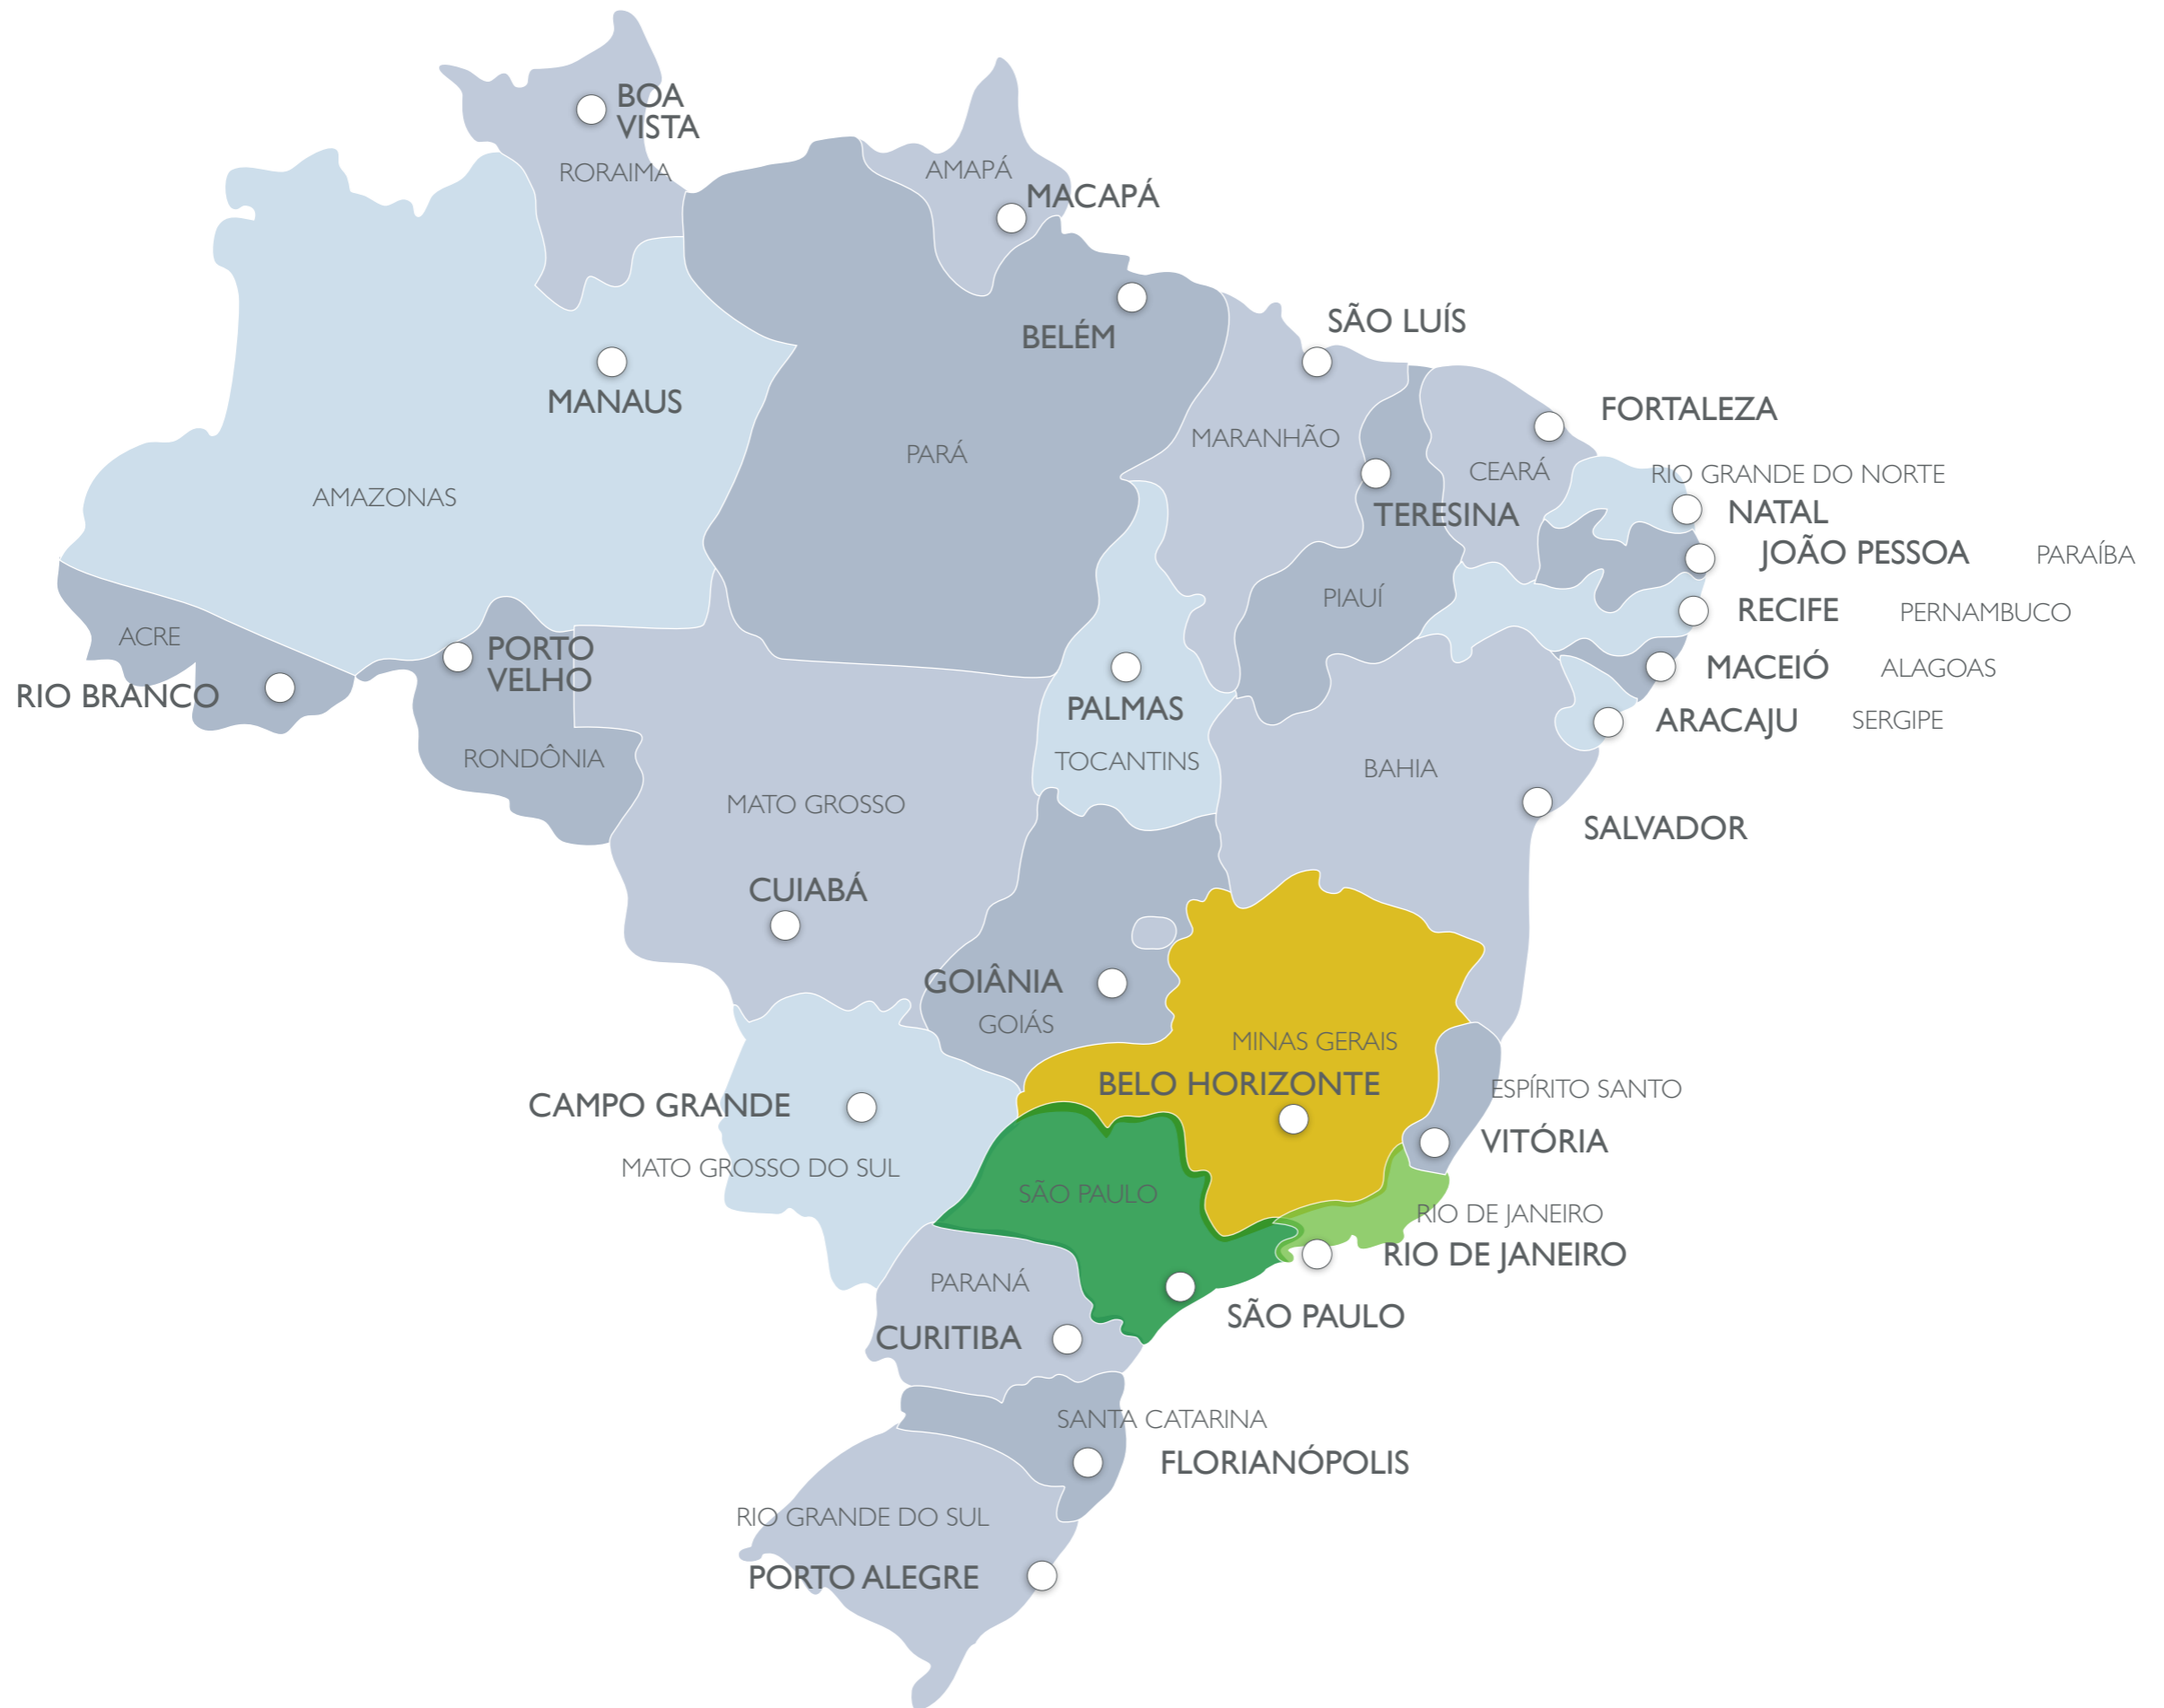 BOA
VISTA
RORAIMA
AMAPÁ
MACAPÁ
BELÉM
SÃO LUÍS
MANAUS
FORTALEZA
MARANHÃO
PARÁ
CEARÁ
RIO GRANDE DO NORTE
AMAZONAS
TERESINA
NATAL
JOÃO PESSOA PARAÍBA
PIAUÍ
RECIFE PERNAMBUCO
ACRE
PORTO
VELHO
MACEIÓ ALAGOAS
RIO BRANCO
PALMAS
ARACAJU SERGIPE
RONDÔNIA
TOCANTINS
BAHIA
MATO GROSSO
SALVADOR
CUIABÁ
GOIÂNIA
GOIÁS
MINAS GERAIS
BELO HORIZONTE
ESPÍRITO SANTO
CAMPO GRANDE
VITÓRIA
MATO GROSSO DO SUL
SÃO PAULO
RIO DE JANEIRO
RIO DE JANEIRO
PARANÁ
SÃO PAULO
CURITIBA
SANTA CATARINA
FLORIANÓPOLIS
RIO GRANDE DO SUL
PORTO ALEGRE